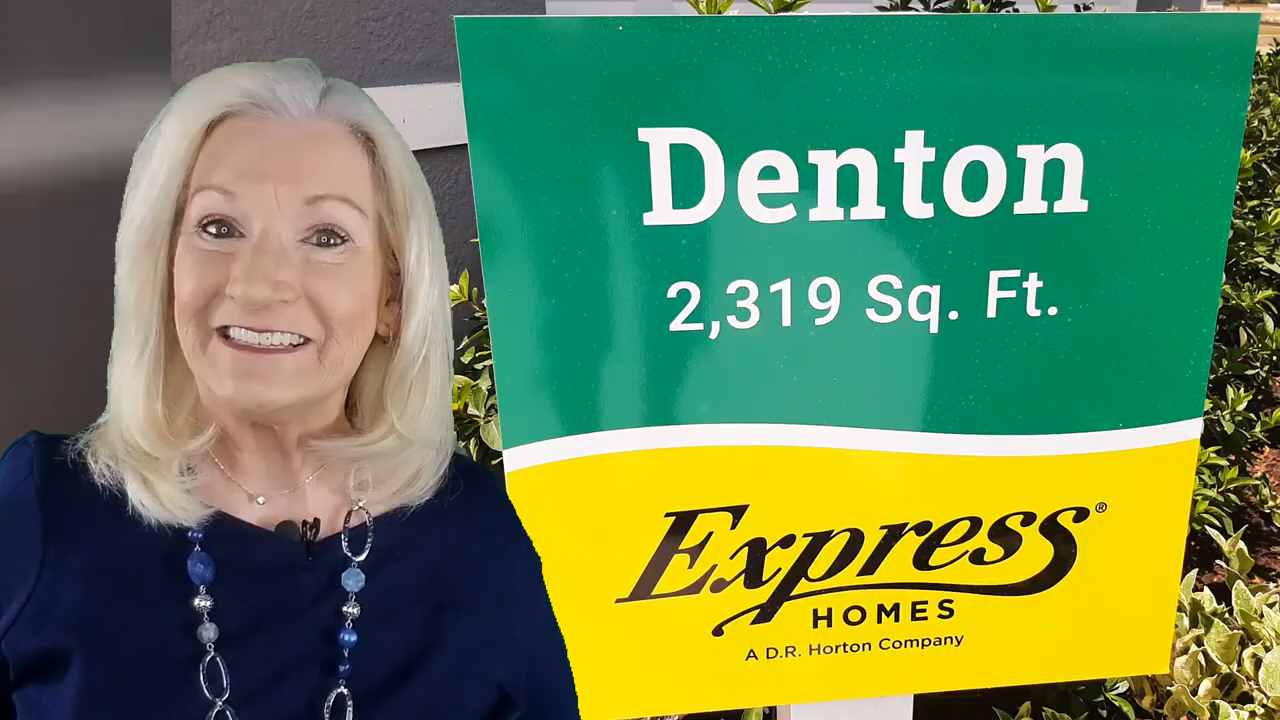 Denton
2,319 Sq. Ft.
Express®
HOMES
A D.R. Horton Company